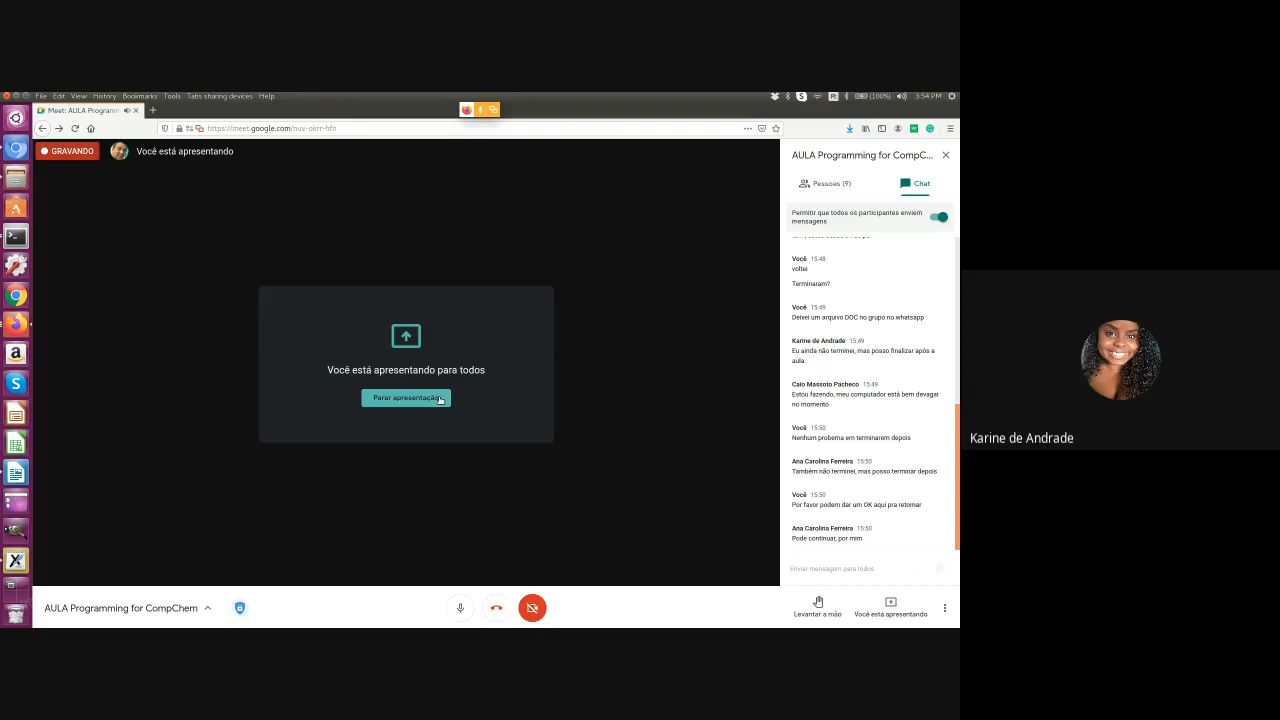 File Edit View History Bookmarks Tools Tabs sharing devices Help
(100%) 3:54 PM
Meet: AULA Programm
https://meet.google.com/nuv-okrr-hfn
GRAVANDO
Você está apresentando
AULA Programming for CompC...
Pessoas (9)
Chat
Permitir que todos os participantes enviem
mensagens
Você 15:48
voltei
Terminaram?
Você 15:49
Deixei um arquivo DOC no grupo no whatsapp
Karine de Andrade 15:49
Eu ainda não terminei, mas posso finalizar após a
aula.
Caio Massoto Pacheco 15:49
Estou fazendo, meu computador está bem devagar
no momento
Você 15:50
Nenhum probema em terminarem depois
Ana Carolina Ferreira 15:50
Também não terminei, mas posso terminar depois
Você 15:50
Por favor podem dar um OK aqui pra retomar
Ana Carolina Ferreira 15:50
Pode continuar, por mim
Enviar mensagem para todos
Você está apresentando para todos
Parar apresentação
AULA Programming for CompChem
Levantar a mão
Você está apresentando
Karine de Andrade